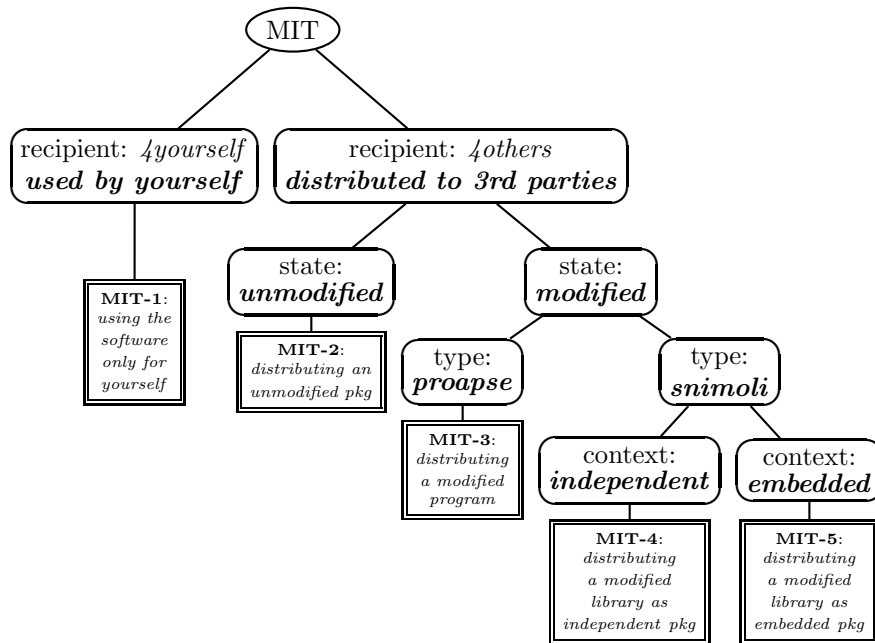 MIT
recipient: 4yourself
used by yourself
recipient: 4others
distributed to 3rd parties
MIT-1:
using the
software
only for
yourself
state:
unmodified
state:
modified
MIT-2:
distributing an
unmodified pkg
type:
proapse
type:
snimoli
MIT-3:
distributing
a modified
program
context:
independent
context:
embedded
MIT-4:
distributing
a modified
library as
independent pkg
MIT-5:
distributing
a modified
library as
embedded pkg